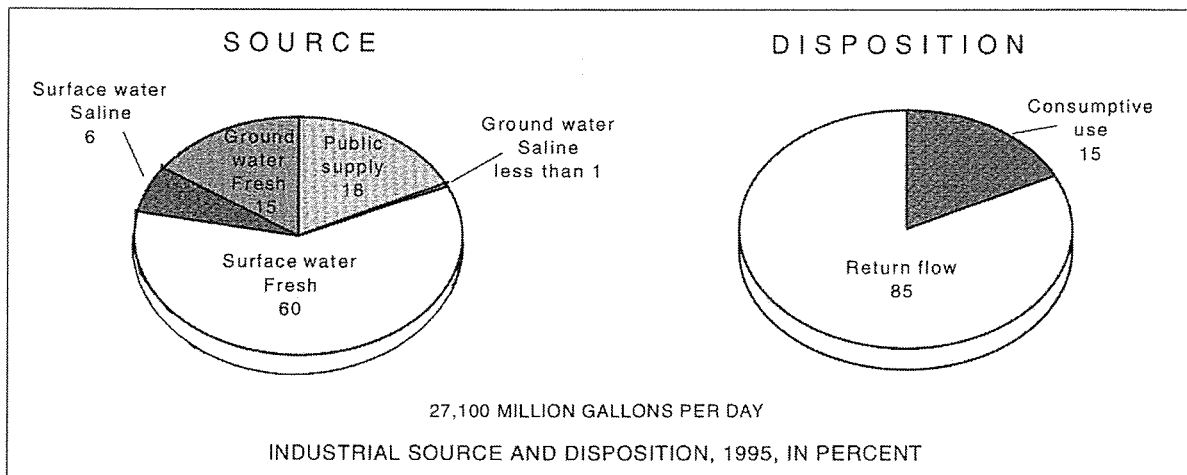 SOURCE
Surface water
Saline
6
Ground
water
Fresh
15
Public
supply
18
Ground water
Saline
less than 1
Surface water
Fresh
60
DISPOSITION
Consumptive
use
15
Return flow
85
27,100 MILLION GALLONS PER DAY
INDUSTRIAL SOURCE AND DISPOSITION, 1995, IN PERCENT